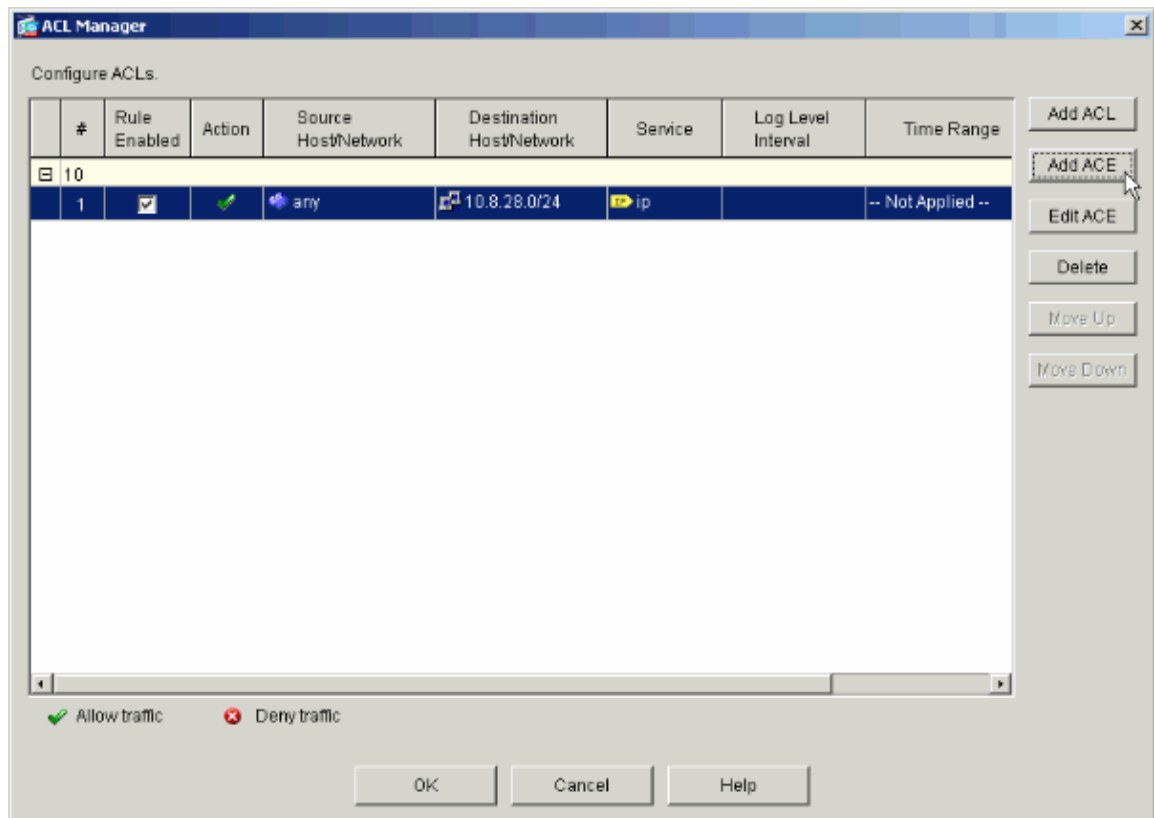 ACL Manager
Configure ACLs.
# Rule Enabled Action Source Host/Network Destination Host/Network Service Log Level Interval Time Range
10
1 any 10.8.28.0/24 ip -- Not Applied --
Add ACL
Add ACE
Edit ACE
Delete
Move Up
Move Down
Allow traffic Deny traffic
OK Cancel Help